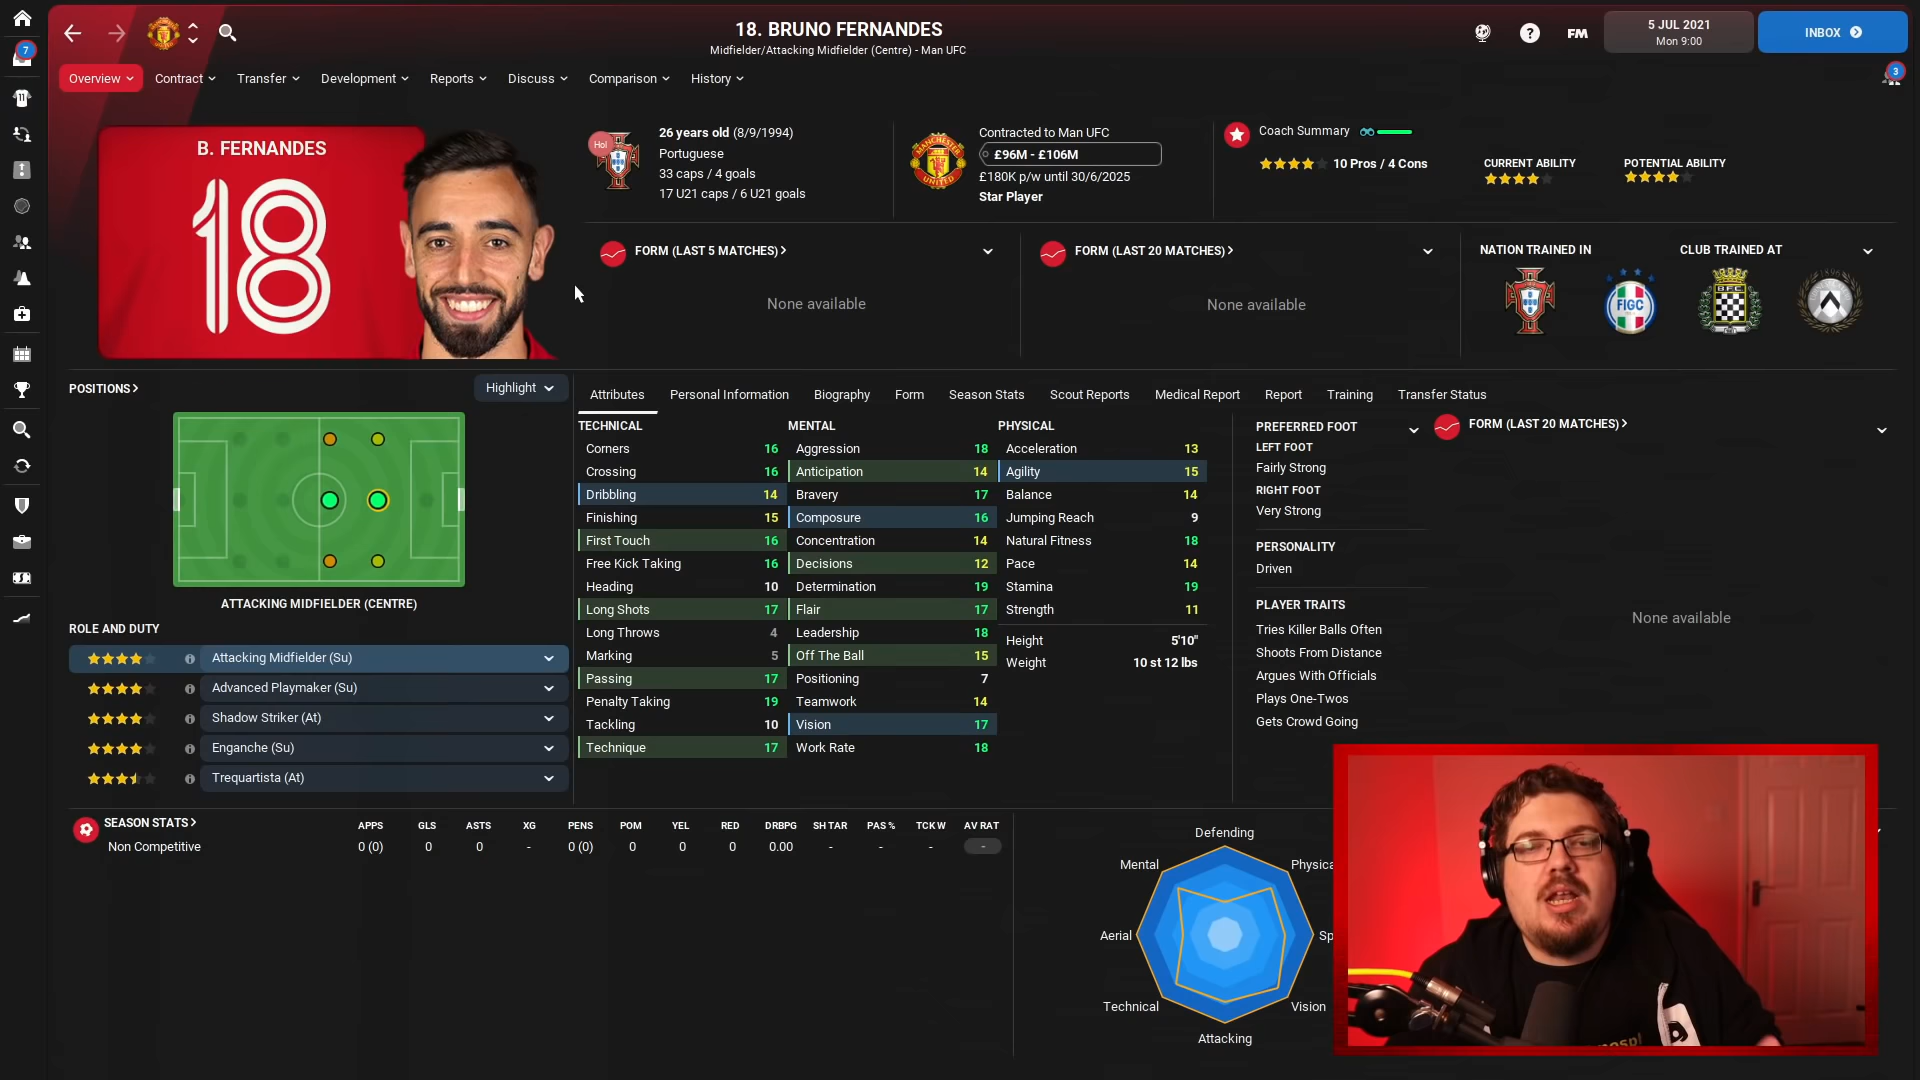 18. BRUNO FERNANDES
Midfielder/Attacking Midfielder (Centre) - Man UFC
FM
5 JUL 2021
Mon 9:00
INBOX
7
3
Overview
Contract
Transfer
Development
Reports
Discuss
Comparison
History
B. FERNANDES
18
Hol
26 years old (8/9/1994)
Portuguese
33 caps / 4 goals
17 U21 caps / 6 U21 goals
Contracted to Man UFC
£96M - £106M
£180K p/w until 30/6/2025
Star Player
Coach Summary
10 Pros / 4 Cons
CURRENT ABILITY
POTENTIAL ABILITY
FORM (LAST 5 MATCHES)
None available
FORM (LAST 20 MATCHES)
None available
NATION TRAINED IN
CLUB TRAINED AT
FIGC
POSITIONS
Highlight
ATTACKING MIDFIELDER (CENTRE)
ROLE AND DUTY
Attacking Midfielder (Su)
Advanced Playmaker (Su)
Shadow Striker (At)
Enganche (Su)
Trequartista (At)
Attributes
Personal Information
Biography
Form
Season Stats
Scout Reports
Medical Report
Report
Training
Transfer Status
TECHNICAL
Corners 16
Crossing 16
Dribbling 14
Finishing 15
First Touch 16
Free Kick Taking 16
Heading 10
Long Shots 17
Long Throws 4
Marking 5
Passing 17
Penalty Taking 19
Tackling 10
Technique 17
MENTAL
Aggression 18
Anticipation 14
Bravery 17
Composure 16
Concentration 14
Decisions 12
Determination 19
Flair 17
Leadership 18
Off The Ball 15
Positioning 7
Teamwork 14
Vision 17
Work Rate 18
PHYSICAL
Acceleration 13
Agility 15
Balance 14
Jumping Reach 9
Natural Fitness 18
Pace 14
Stamina 19
Strength 11
Height 5'10"
Weight 10 st 12 lbs
PREFERRED FOOT
LEFT FOOT
Fairly Strong
RIGHT FOOT
Very Strong
PERSONALITY
Driven
PLAYER TRAITS
Tries Killer Balls Often
Shoots From Distance
Argues With Officials
Plays One-Twos
Gets Crowd Going
FORM (LAST 20 MATCHES)
None available
SEASON STATS
APPS GLS ASTS XG PENS POM YEL RED DRBPG SH TAR PAS % TCK W AV RAT
Non Competitive 0 (0) 0 0 - 0 (0) 0 0 0 0.00 - - - -
Defending
Mental
Physica
Aerial
Sp
Technical
Vision
Attacking